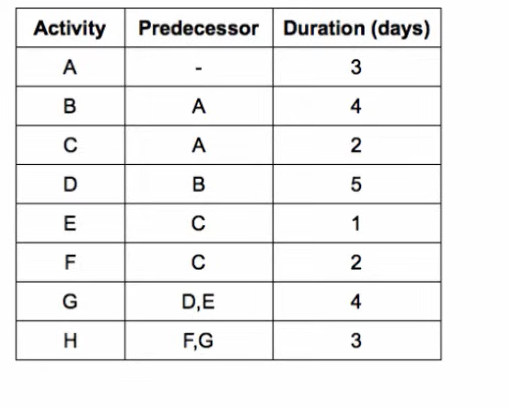 Activity Predecessor Duration (days)
A - 3
B A 4
C A 2
D B 5
E C 1
F C 2
G D,E 4
H F,G 3